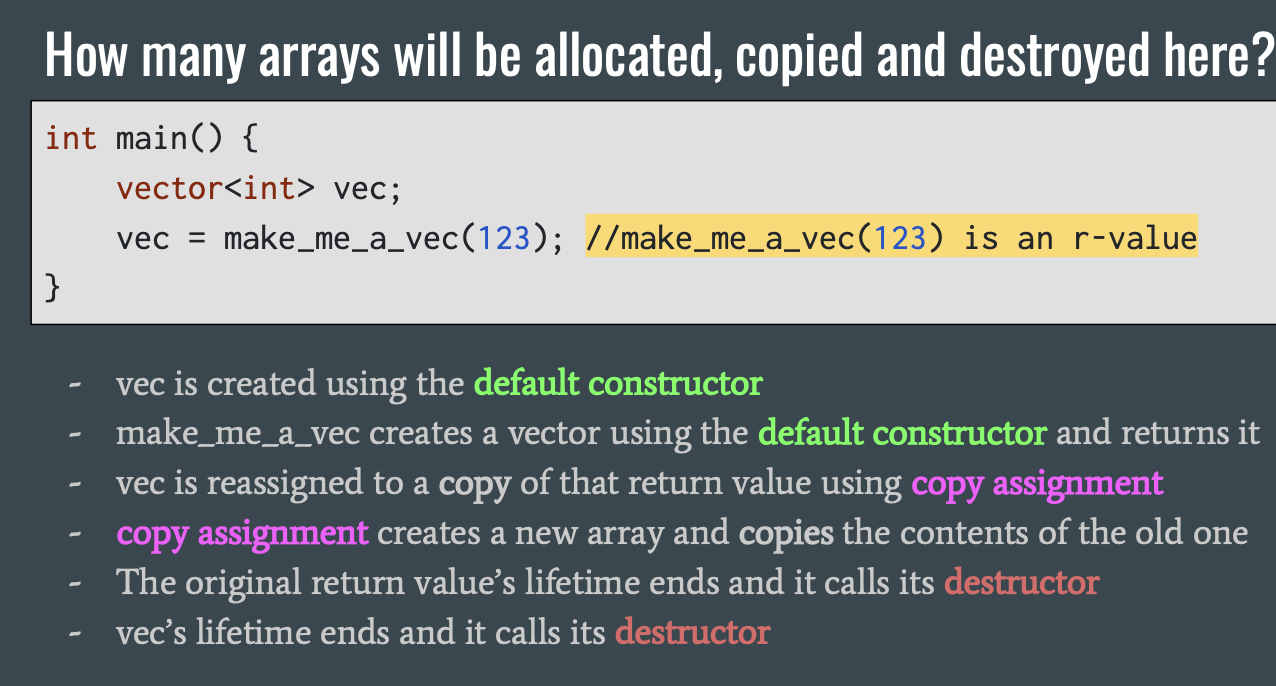 How many arrays will be allocated, copied and destroyed here?
int main() {
    vector<int> vec;
    vec = make_me_a_vec(123); //make_me_a_vec(123) is an r-value
}
- vec is created using the default constructor
- make_me_a_vec creates a vector using the default constructor and returns it
- vec is reassigned to a copy of that return value using copy assignment
- copy assignment creates a new array and copies the contents of the old one
- The original return value’s lifetime ends and it calls its destructor
- vec’s lifetime ends and it calls its destructor